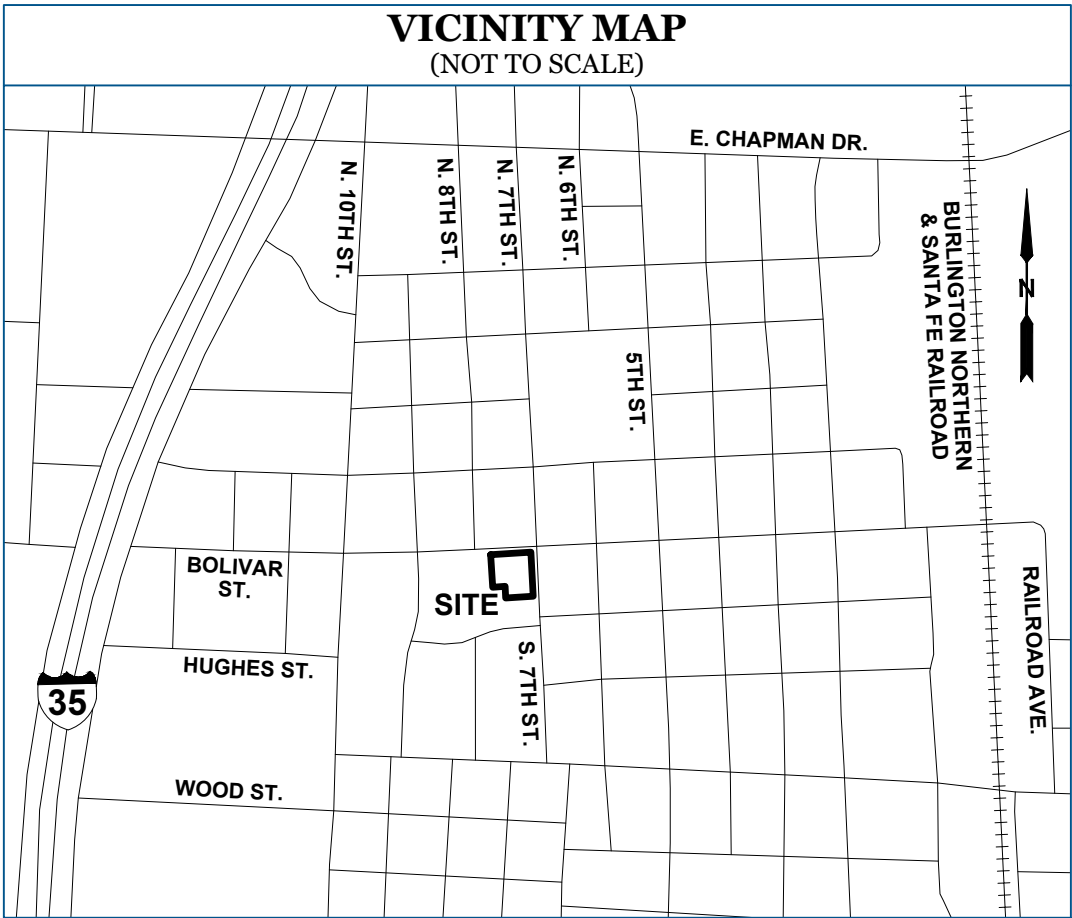 VICINITY MAP
(NOT TO SCALE)
E. CHAPMAN DR.
N. 10TH ST.
N. 8TH ST.
N. 7TH ST.
N. 6TH ST.
BURLINGTON NORTHERN
& SANTA FE RAILROAD
N
5TH ST.
BOLIVAR
ST.
SITE
RAILROAD AVE.
HUGHES ST.
S. 7TH ST.
35
WOOD ST.